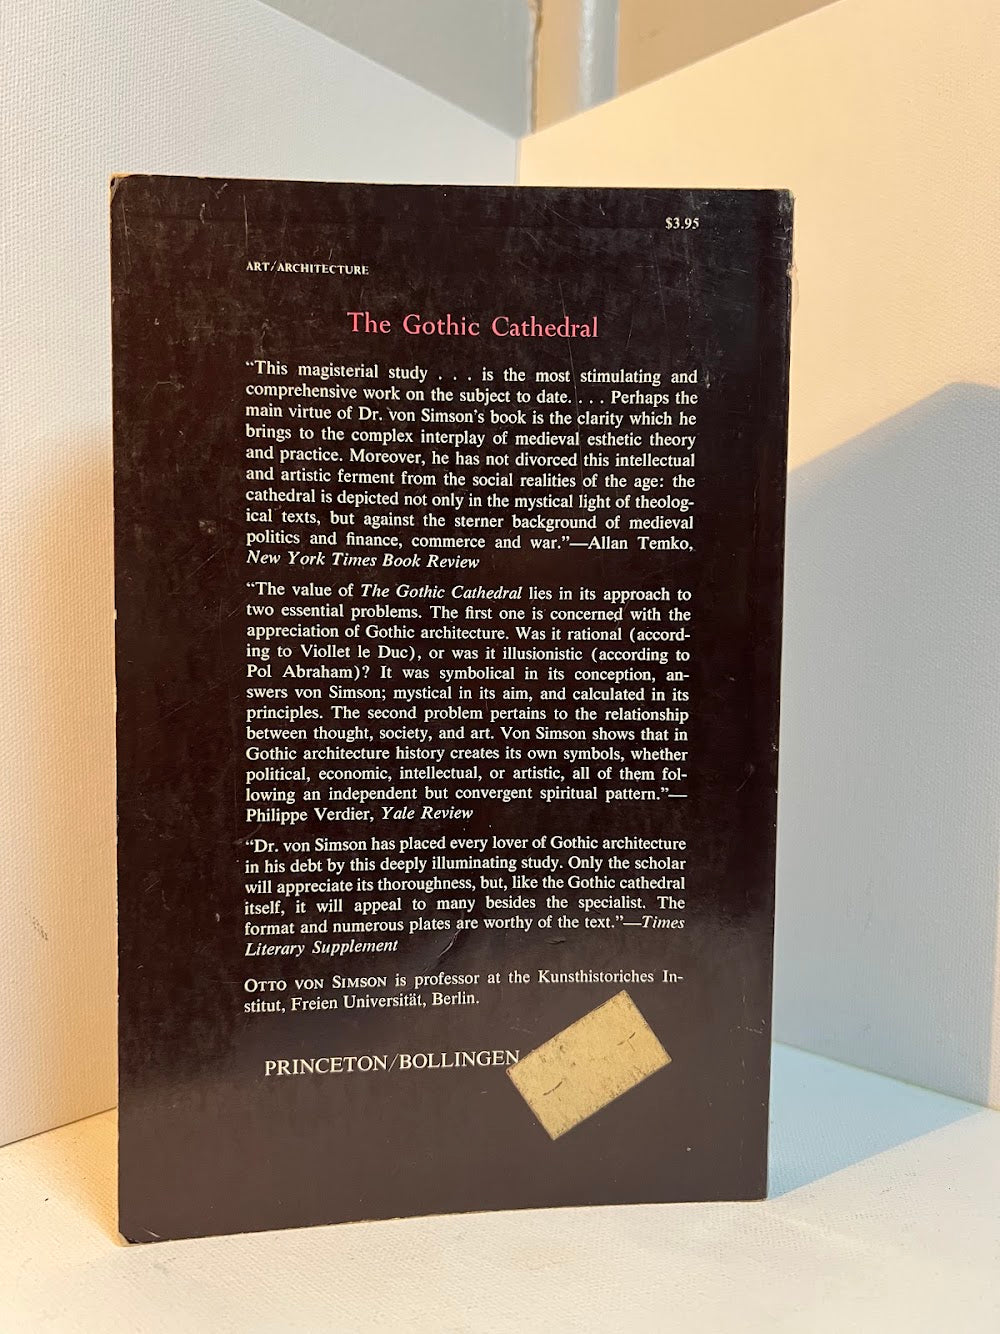 $3.95
ART/ARCHITECTURE
The Gothic Cathedral
“This magisterial study . . . is the most stimulating and
comprehensive work on the subject to date. . . . Perhaps the
main virtue of Dr. von Simson’s book is the clarity which he
brings to the complex interplay of medieval esthetic theory
and practice. Moreover, he has not divorced this intellectual
and artistic ferment from the social realities of the age: the
cathedral is depicted not only in the mystical light of theolog-
ical texts, but against the sterner background of medieval
politics and finance, commerce and war.”—Allan Temko,
New York Times Book Review
“The value of The Gothic Cathedral lies in its approach to
two essential problems. The first one is concerned with the
appreciation of Gothic architecture. Was it rational (accord-
ing to Viollet le Duc), or was it illusionistic (according to
Pol Abraham)? It was symbolical in its conception, an-
swers von Simson; mystical in its aim, and calculated in its
principles. The second problem pertains to the relationship
between thought, society, and art. Von Simson shows that in
Gothic architecture history creates its own symbols, whether
political, economic, intellectual, or artistic, all of them fol-
lowing an independent but convergent spiritual pattern.”—
Philippe Verdier, Yale Review
“Dr. von Simson has placed every lover of Gothic architecture
in his debt by this deeply illuminating study. Only the scholar
will appreciate its thoroughness, but, like the Gothic cathedral
itself, it will appeal to many besides the specialist. The
format and numerous plates are worthy of the text.”—Times
Literary Supplement
OTTO VON SIMSON is professor at the Kunsthistoriches In-
stitut, Freien Universität, Berlin.
PRINCETON/BOLLINGEN